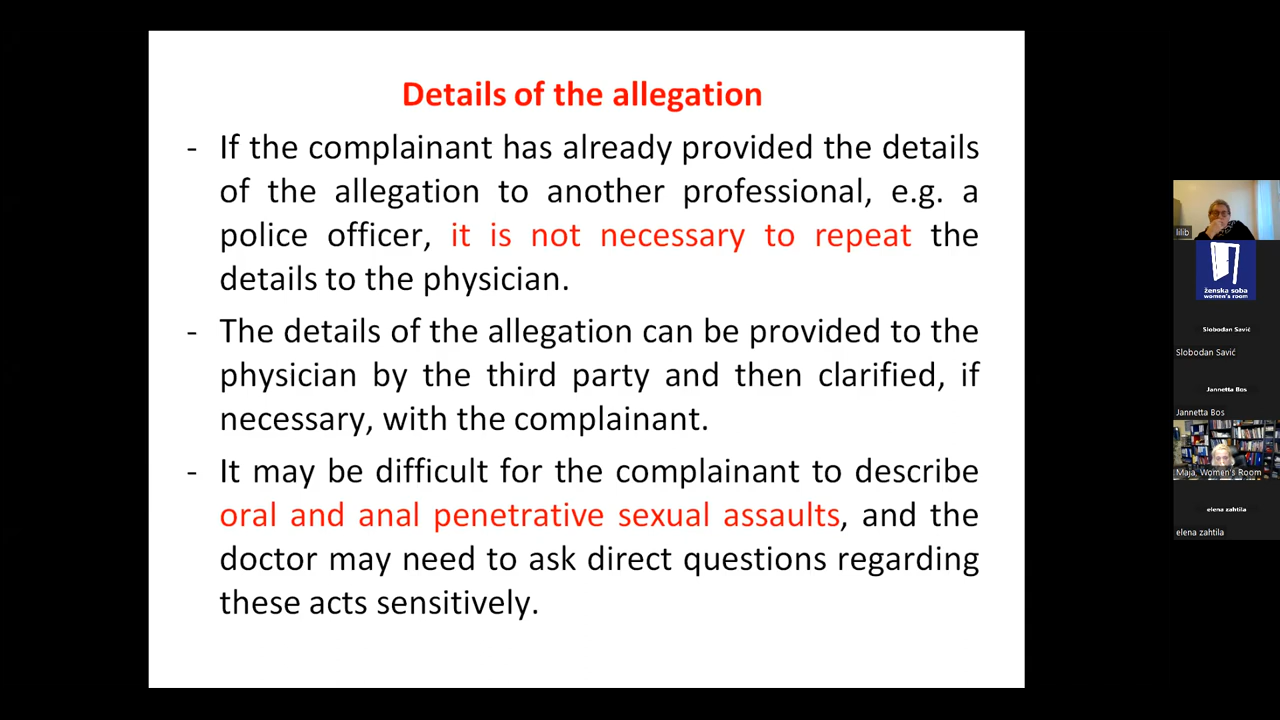 Details of the allegation
- If the complainant has already provided the details
of the allegation to another professional, e.g. a
police officer, it is not necessary to repeat the
details to the physician.
- The details of the allegation can be provided to the
physician by the third party and then clarified, if
necessary, with the complainant.
- It may be difficult for the complainant to describe
oral and anal penetrative sexual assaults, and the
doctor may need to ask direct questions regarding
these acts sensitively.
lilib
ženska soba
women's room
Slobodan Savić
Slobodan Savić
Jannetta Bos
Jannetta Bos
Maja, Women's Room
elena zahtila
elena zahtila